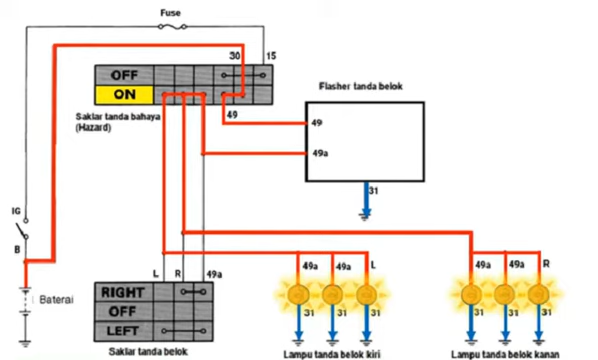 Fuse
30
15
OFF
ON
Saklar tanda bahaya
(Hazard)
49
Flasher tanda belok
49
49a
31
IG
B
Baterai
L
R
49a
RIGHT
OFF
LEFT
Saklar tanda belok
49a
49a
L
31
31
31
Lampu tanda belok kiri
49a
49a
R
31
31
31
Lampu tanda belok kanan